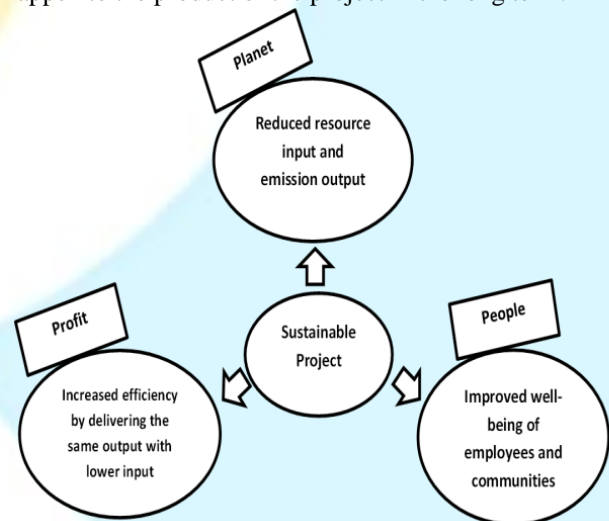 Planet
Reduced resource
input and
emission output
Sustainable
Project
Profit
Increased efficiency
by delivering the
same output with
lower input
People
Improved well-
being of
employees and
communities